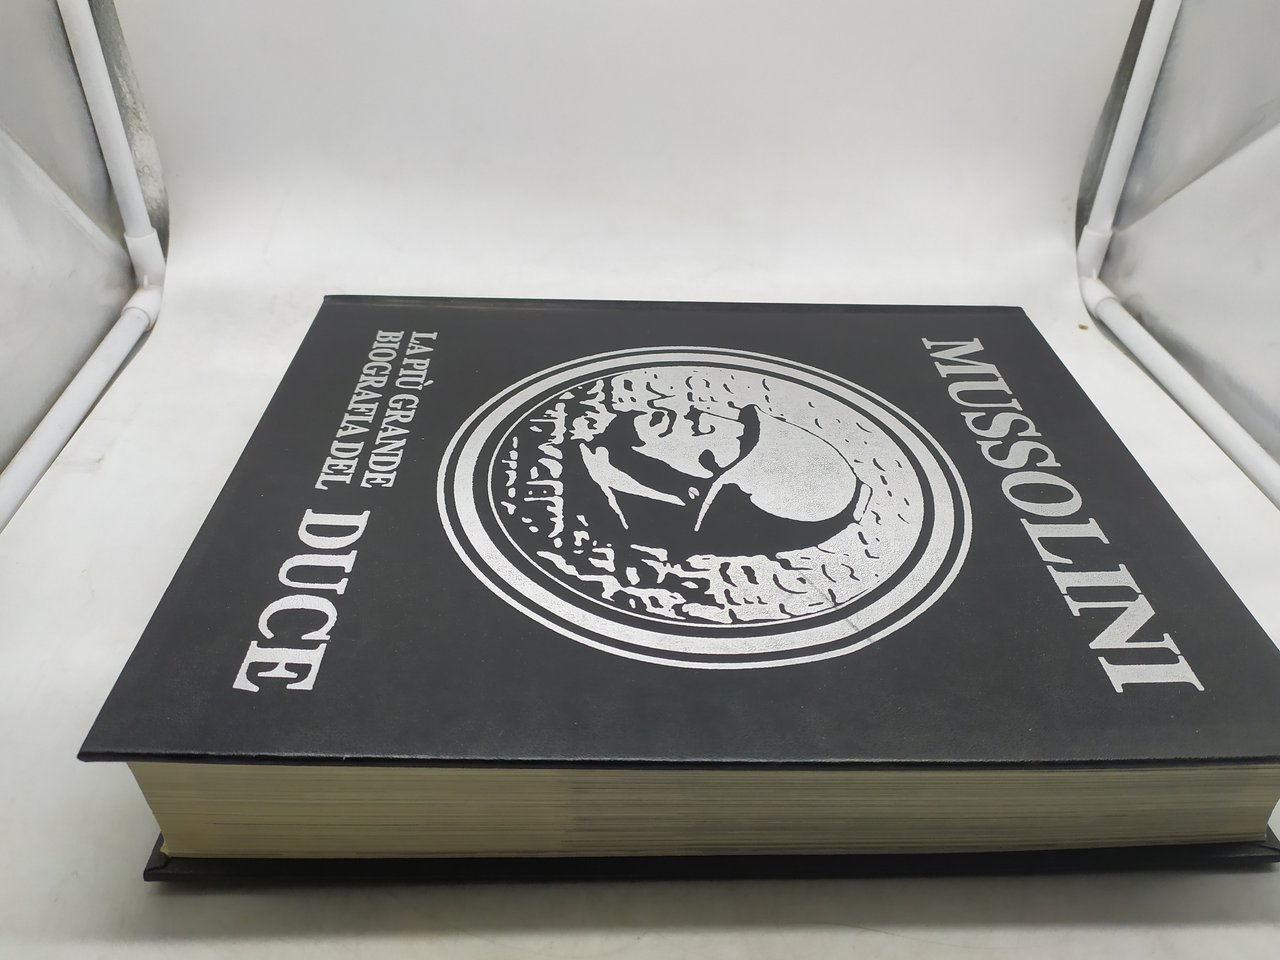 MUSSOLINI
LA PIÙ GRANDE
BIOGRAFIA DEL DUCE